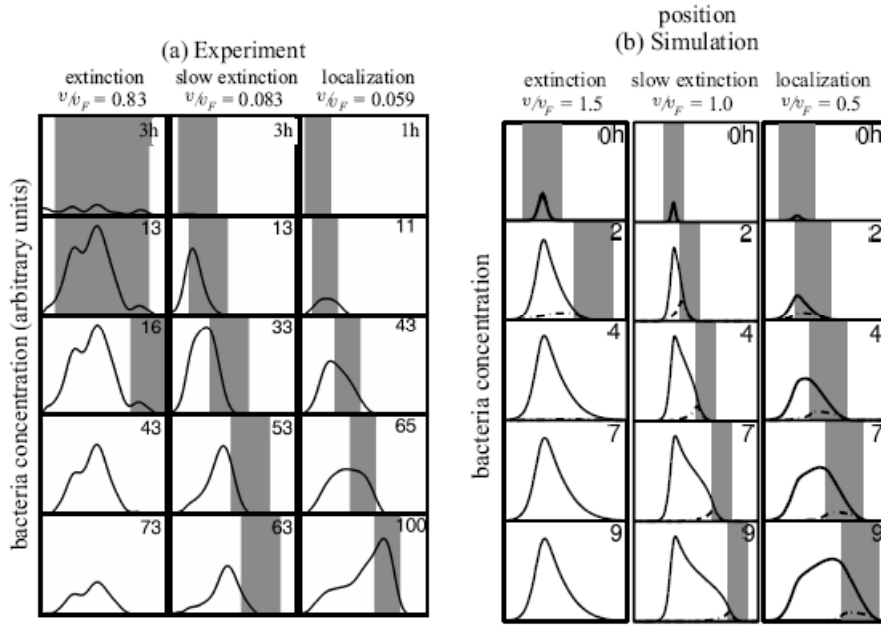 position
(a) Experiment
(b) Simulation
extinction slow extinction localization
v/v_F = 0.83 v/v_F = 0.083 v/v_F = 0.059
extinction slow extinction localization
v/v_F = 1.5 v/v_F = 1.0 v/v_F = 0.5
bacteria concentration (arbitrary units)
3h 3h 1h
13 13 11
16 33 43
43 53 65
73 63 100
bacteria concentration
0h 0h 0h
2 2 2
4 4 4
7 7 7
9 9 9